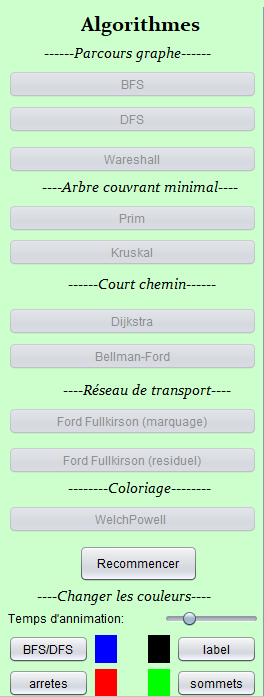 Algorithmes
------Parcours graphe------
BFS
DFS
Wareshall
----Arbre couvrant minimal----
Prim
Kruskal
------Court chemin------
Dijkstra
Bellman-Ford
----Réseau de transport----
Ford Fullkirson (marquage)
Ford Fullkirson (residuel)
--------Coloriage--------
WelchPowell
Recommencer
----Changer les couleurs----
Temps d'annimation:
BFS/DFS label
arretes sommets